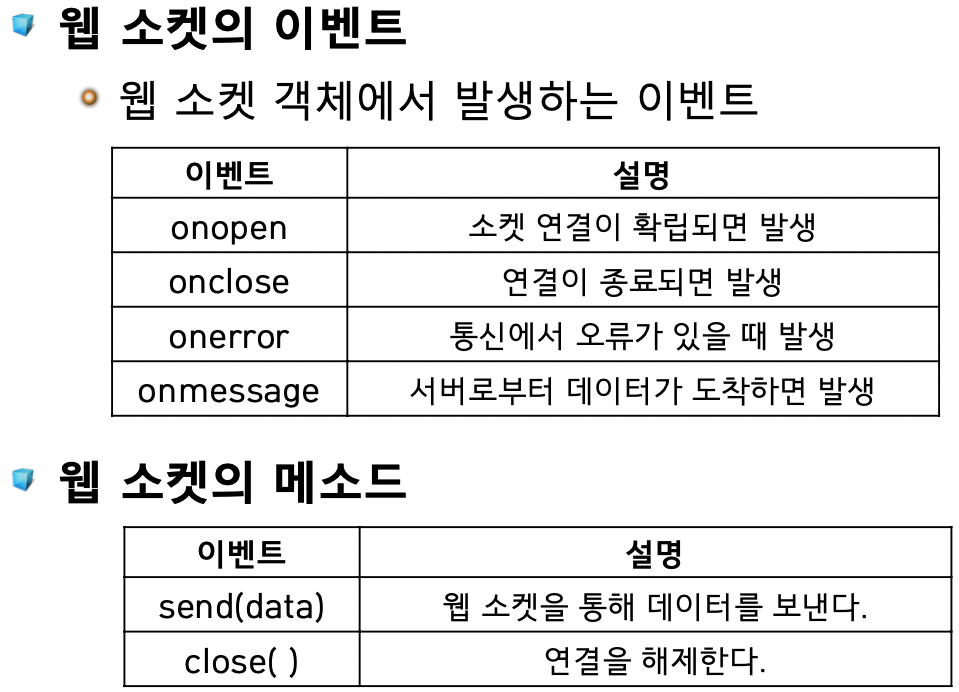 웹 소켓의 이벤트
웹 소켓 객체에서 발생하는 이벤트
이벤트 설명
onopen 소켓 연결이 확립되면 발생
onclose 연결이 종료되면 발생
onerror 통신에서 오류가 있을 때 발생
onmessage 서버로부터 데이터가 도착하면 발생
웹 소켓의 메소드
이벤트 설명
send(data) 웹 소켓을 통해 데이터를 보낸다.
close( ) 연결을 해제한다.